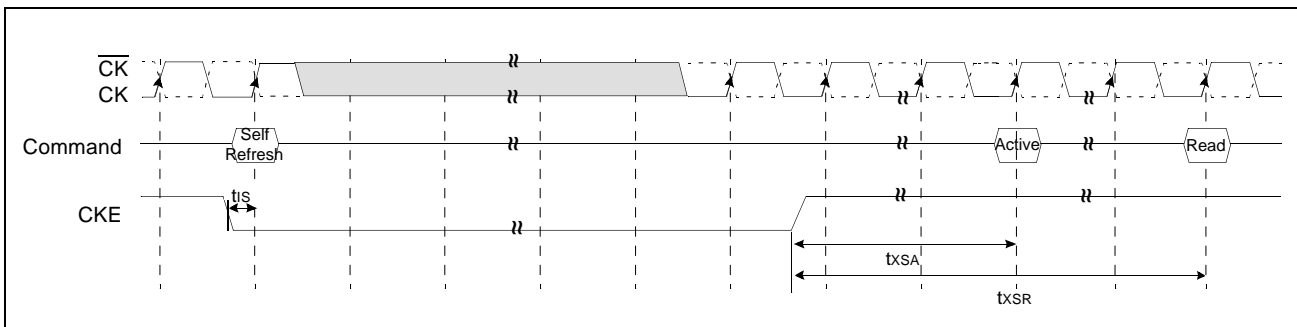 CK
CK
Command
Self
Refresh
Active
Read
tIS
CKE
tXSA
tXSR